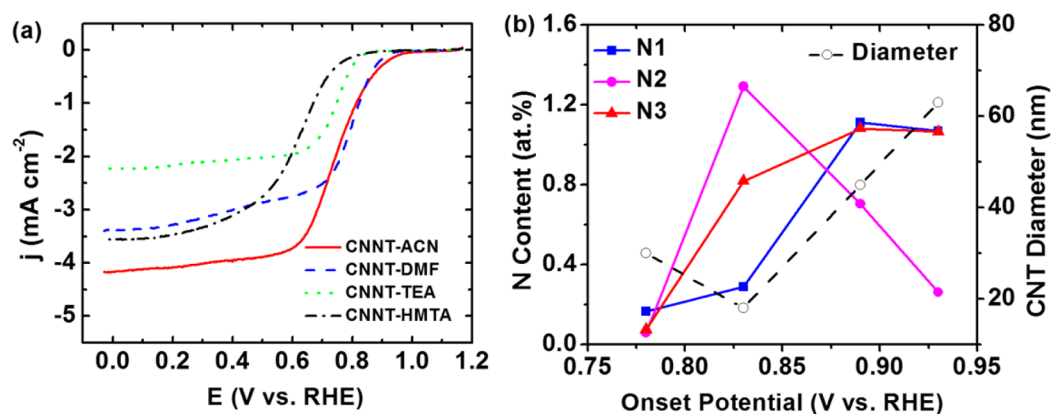 (a)
0
-1
-2
-3
-4
-5
j (mA cm⁻²)
CNNT-ACN
CNNT-DMF
CNNT-TEA
CNNT-HMTA
0.0 0.2 0.4 0.6 0.8 1.0 1.2
E (V vs. RHE)
(b)
1.6
1.2
0.8
0.4
0.0
N Content (at.%)
N1
N2
N3
Diameter
80
60
40
20
CNT Diameter (nm)
0.75 0.80 0.85 0.90 0.95
Onset Potential (V vs. RHE)